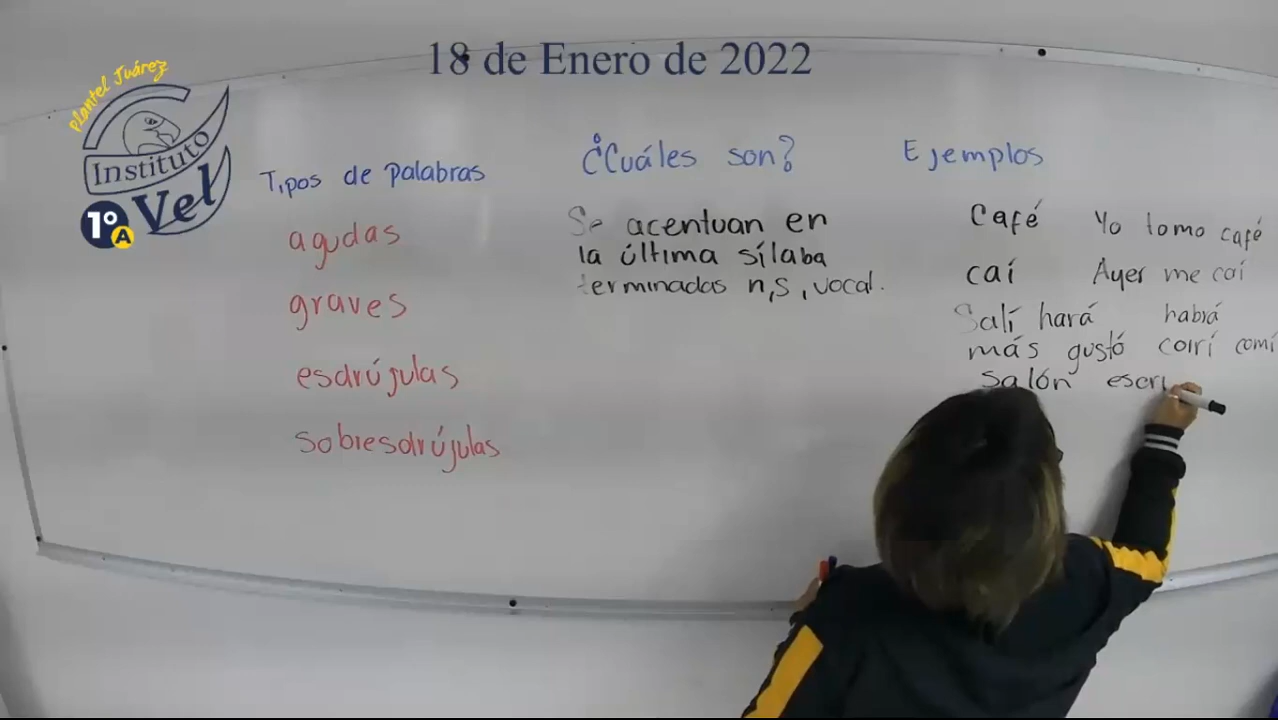 18 de Enero de 2022
Plantel Juárez
Instituto
Vel
1º A
Tipos de palabras
¿Cuáles son?
Ejemplos
agudas
graves
esdrújulas
sobresdrújulas
Se acentuan en
la última sílaba
terminadas n,s, vocal.
Café Yo tomo café
caí Ayer me caí
Salí hará habrá
más gustó corrí comí
salón escri